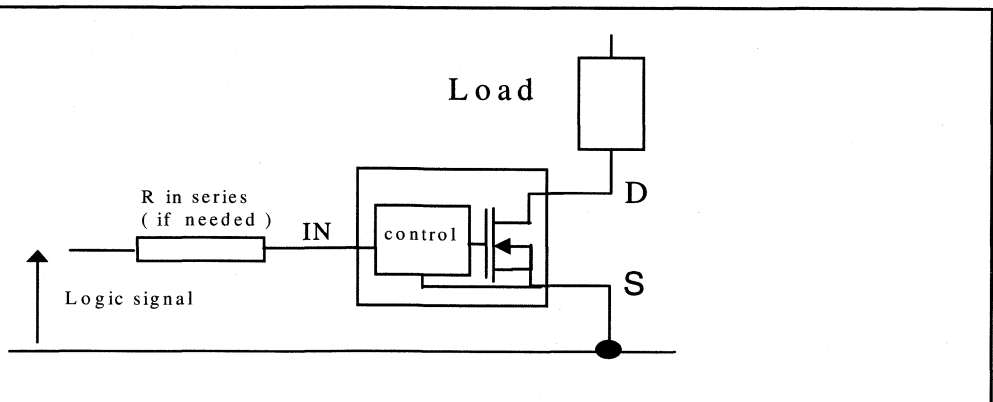 Load
D
R in series
( if needed )
IN
control
S
Logic signal